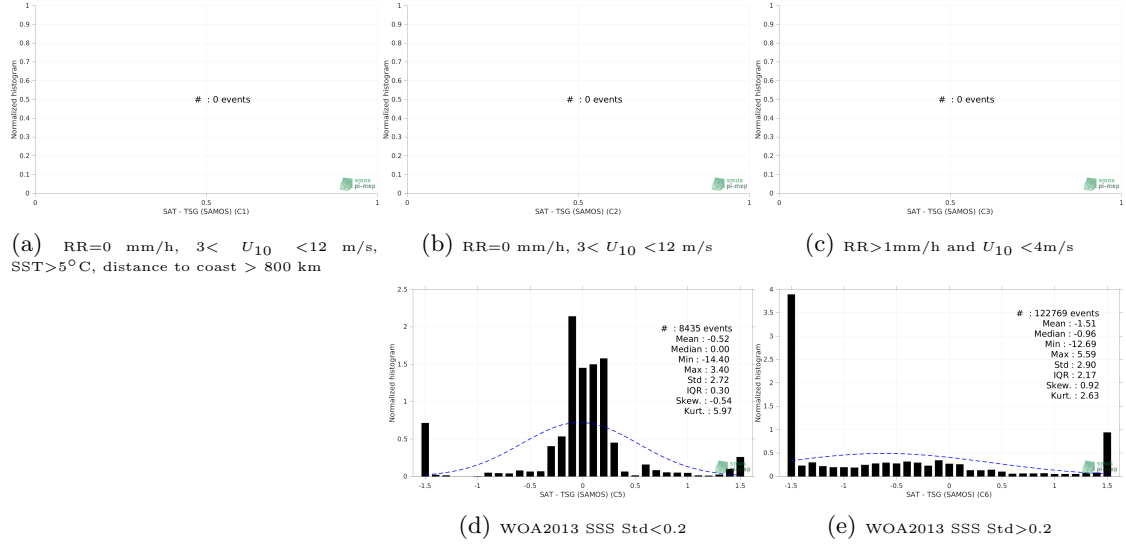 1
0.9
0.8
0.7
0.6
0.5
0.4
0.3
0.2
0.1
0
Normalized histogram
# : 0 events
smos
pi-mep
0 0.5 1
SAT - TSG (SAMOS) (C1)
1
0.9
0.8
0.7
0.6
0.5
0.4
0.3
0.2
0.1
0
Normalized histogram
# : 0 events
smos
pi-mep
0 0.5 1
SAT - TSG (SAMOS) (C2)
1
0.9
0.8
0.7
0.6
0.5
0.4
0.3
0.2
0.1
0
Normalized histogram
# : 0 events
smos
pi-mep
0 0.5 1
SAT - TSG (SAMOS) (C3)
(a) RR=0 mm/h, 3< U10 <12 m/s,
SST>5°C, distance to coast > 800 km
(b) RR=0 mm/h, 3< U10 <12 m/s
(c) RR>1mm/h and U10 <4m/s
2.5
2
1.5
1
0.5
0
Normalized histogram
# : 8435 events
Mean : -0.52
Median : 0.00
Min : -14.40
Max : 3.40
Std : 2.72
IQR : 0.30
Skew. : -0.54
Kurt. : 5.97
smos
pi-mep
-1.5 -1 -0.5 0 0.5 1 1.5
SAT - TSG (SAMOS) (C5)
4
3.5
3
2.5
2
1.5
1
0.5
0
Normalized histogram
# : 122769 events
Mean : -1.51
Median : -0.96
Min : -12.69
Max : 5.59
Std : 2.90
IQR : 2.17
Skew. : 0.92
Kurt. : 2.63
smos
pi-mep
-1.5 -1 -0.5 0 0.5 1 1.5
SAT - TSG (SAMOS) (C6)
(d) WOA2013 SSS Std<0.2
(e) WOA2013 SSS Std>0.2